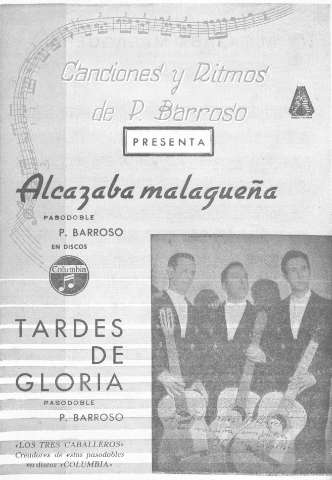 Canciones y Ritmos
de P. Barroso
PRESENTA
Alcazaba malagueña
PASODOBLE
P. BARROSO
EN DISCOS
Columbia
TARDES
DE
GLORIA
PASODOBLE
P. BARROSO
«LOS TRES CABALLEROS»
Creadores de estos pasodobles
en discos «COLUMBIA»